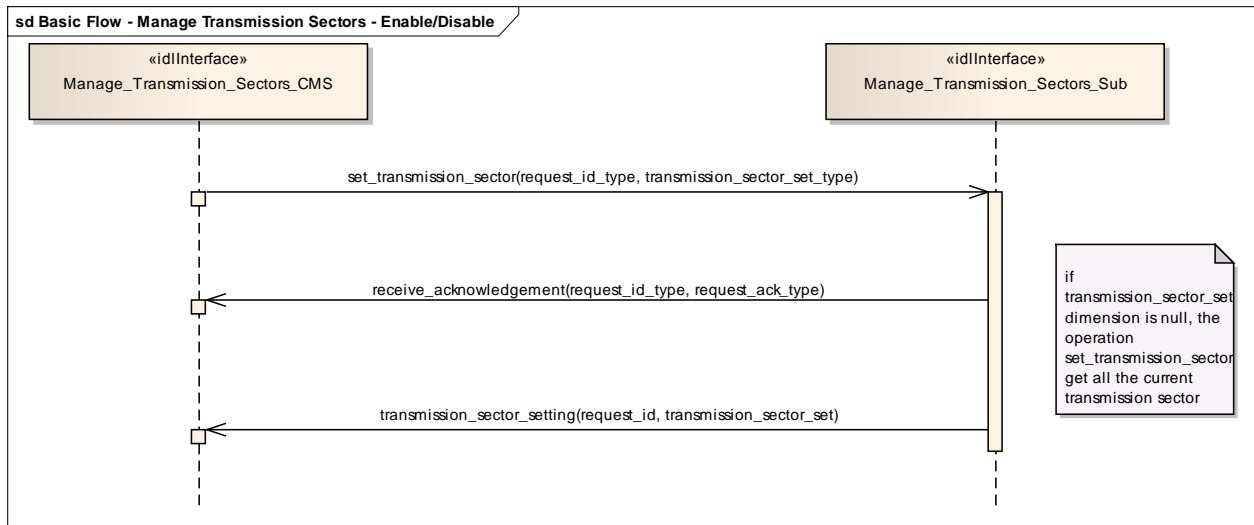 sd Basic Flow - Manage Transmission Sectors - Enable/Disable
«idlInterface»
Manage_Transmission_Sectors_CMS
«idlInterface»
Manage_Transmission_Sectors_Sub
set_transmission_sector(request_id_type, transmission_sector_set_type)
receive_acknowledgement(request_id_type, request_ack_type)
if
transmission_sector_set
dimension is null, the
operation
set_transmission_sector
get all the current
transmission sector
transmission_sector_setting(request_id, transmission_sector_set)